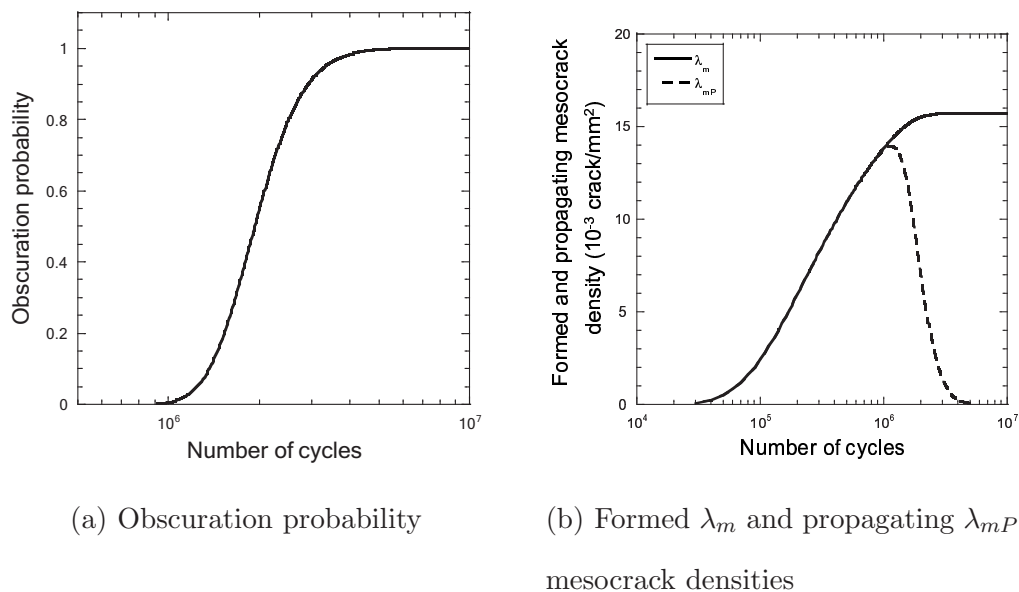 1
0.8
0.6
0.4
0.2
0
10⁶
10⁷
Obscuration probability
Number of cycles
(a) Obscuration probability
20
15
10
5
0
10⁴
10⁵
10⁶
10⁷
λₘ
λₘP
Formed and propagating mesocrack
density (10⁻³ crack/mm²)
Number of cycles
(b) Formed λₘ and propagating λₘP
mesocrack densities